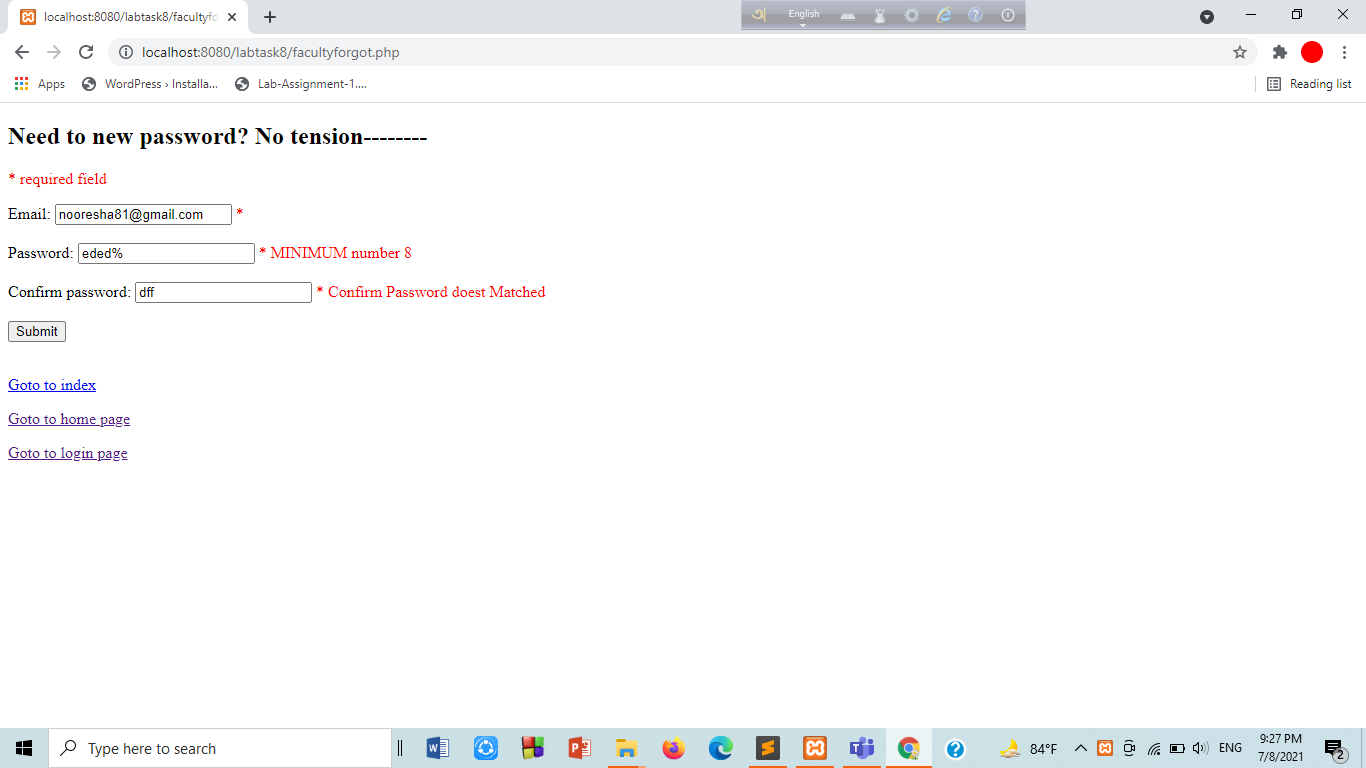 localhost:8080/labtask8/facultyfo
English
localhost:8080/labtask8/factultyforgot.php
Apps
WordPress › Installa...
Lab-Assignment-1....
Reading list
Need to new password? No tension--------
* required field
Email: nooresha81@gmail.com *
Password: eded% * MINIMUM number 8
Confirm password: dff * Confirm Password doest Matched
Submit
Goto to index
Goto to home page
Goto to login page
Type here to search
84°F
ENG
9:27 PM
7/8/2021
2